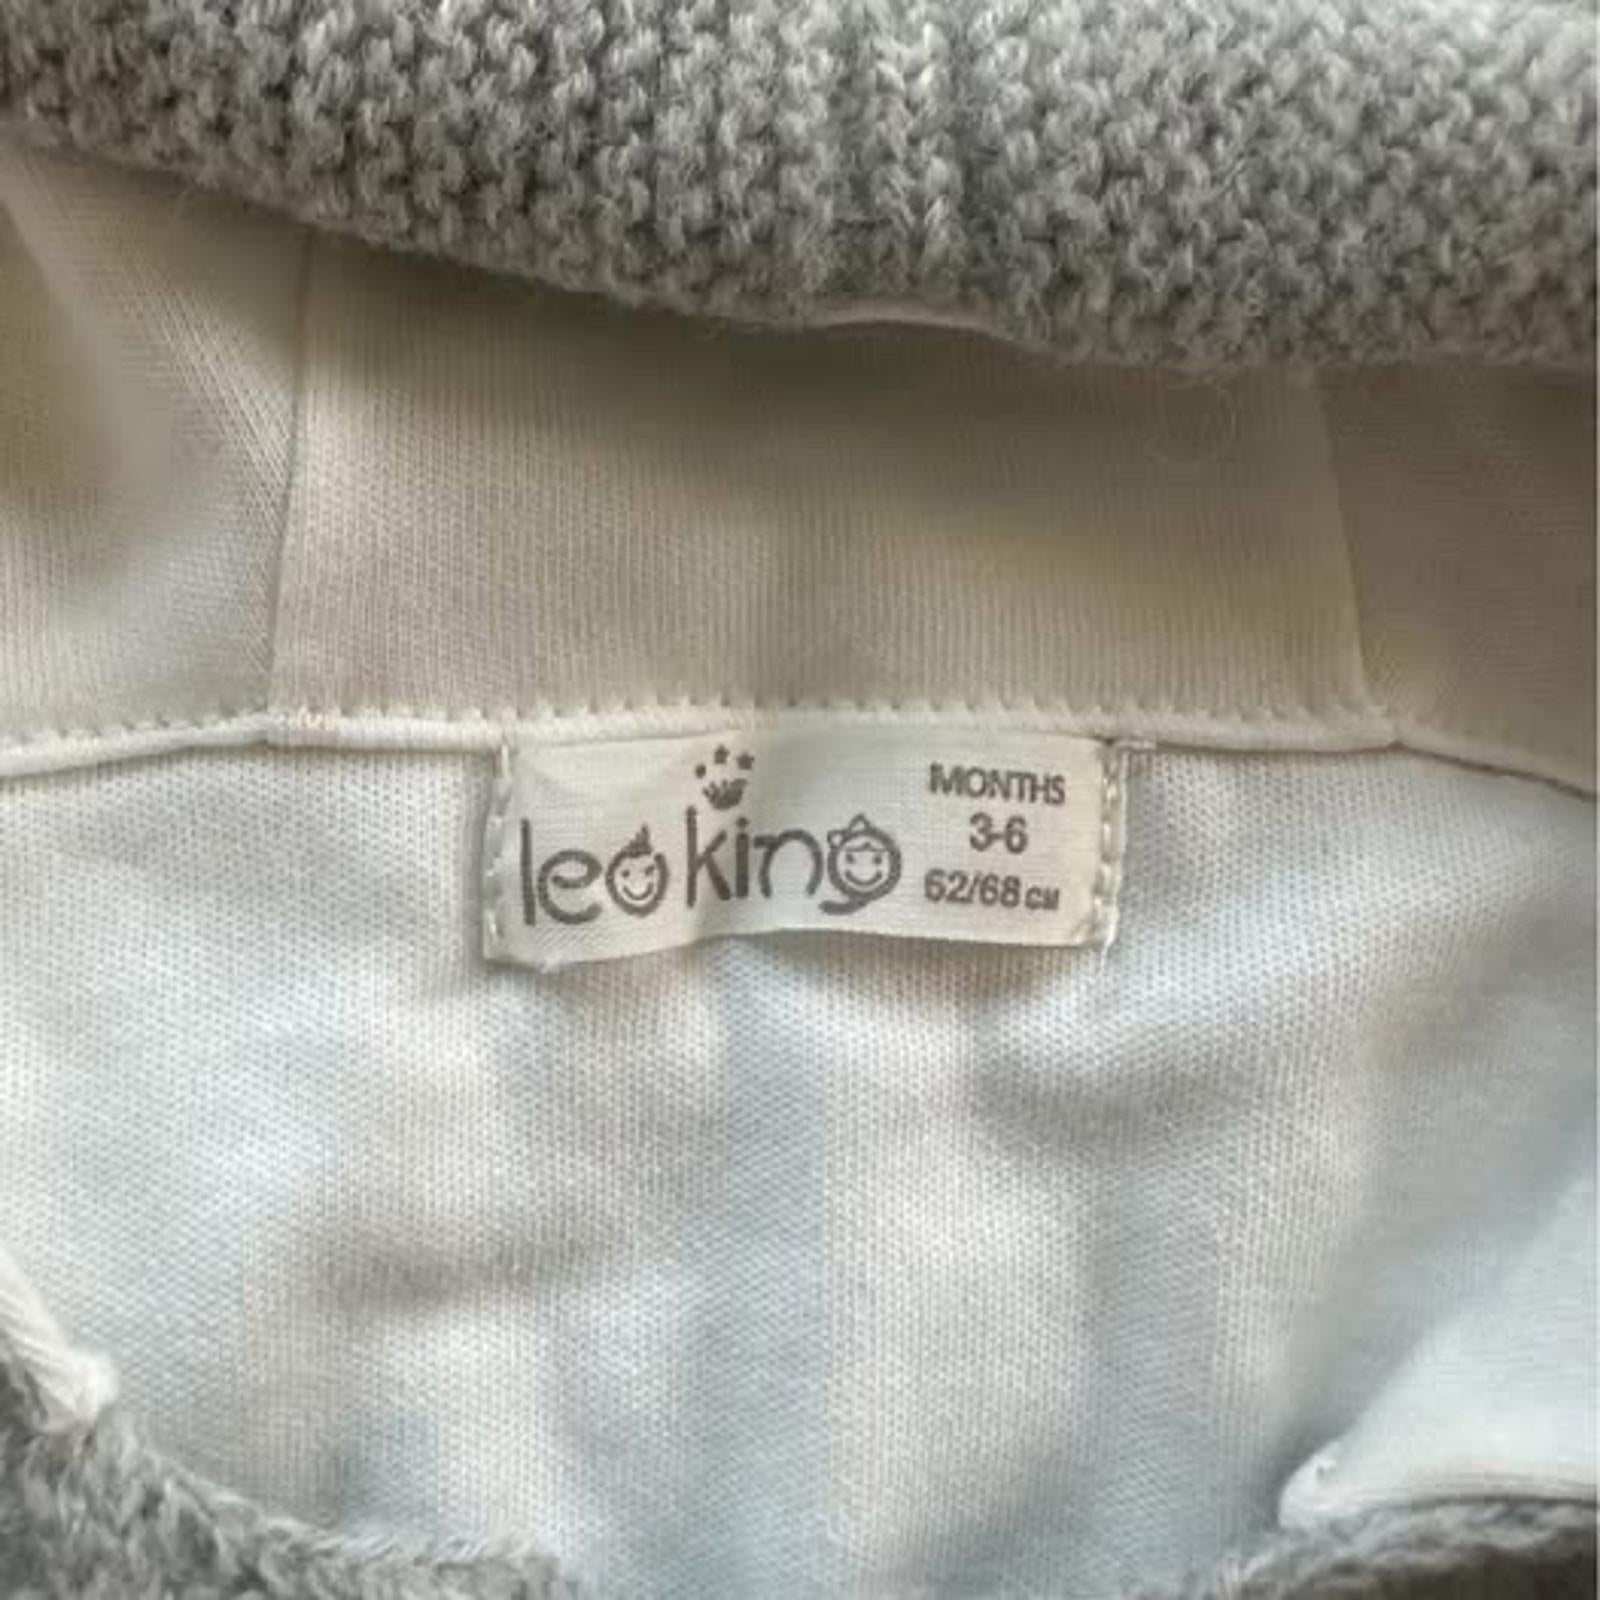 leo king
MONTHS
3-6
62/68 CM